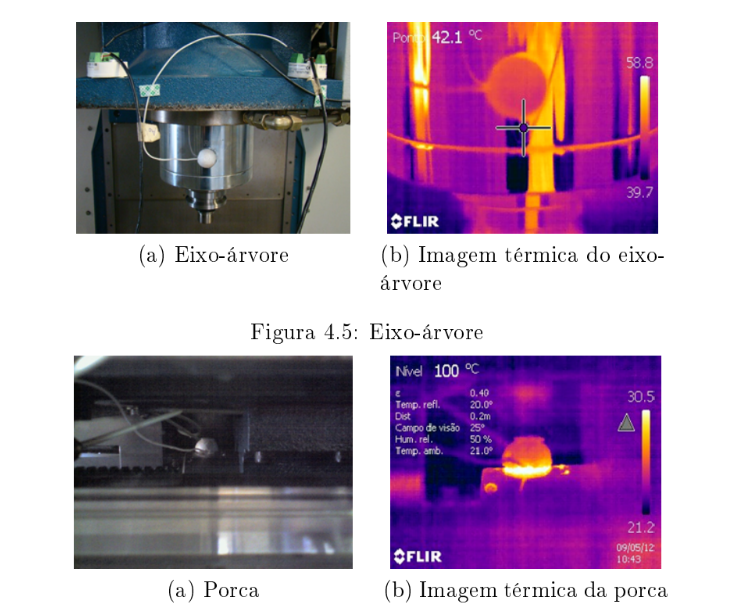 Ponto 42.1 °C
58.8
39.7
FLIR
(a) Eixo-árvore
(b) Imagem térmica do eixo-
árvore
Figura 4.5: Eixo-árvore
Nível 100 °C
ε 0.40
Temp. refl. 20.0°
Dist 0.2m
Campo de visão 25°
Hum. rel. 50 %
Temp. amb. 21.0°
30.5
21.2
09/05/12
10:43
FLIR
(a) Porca
(b) Imagem térmica da porca